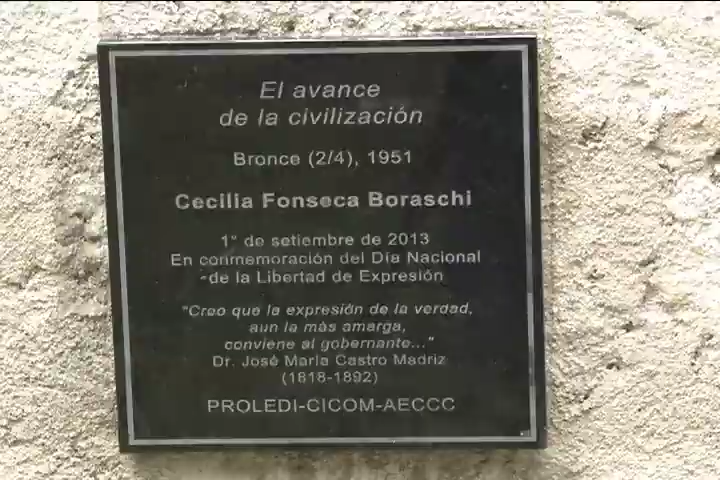 El avance
de la civilización
Bronce (2/4), 1951
Cecilia Fonseca Boraschi
1° de setiembre de 2013
En conmemoración del Día Nacional
de la Libertad de Expresión
"Creo que la expresión de la verdad,
aun la más amarga,
conviene al gobernante..."
Dr. José María Castro Madriz
(1818-1892)
PROLEDI-CICOM-AECCC